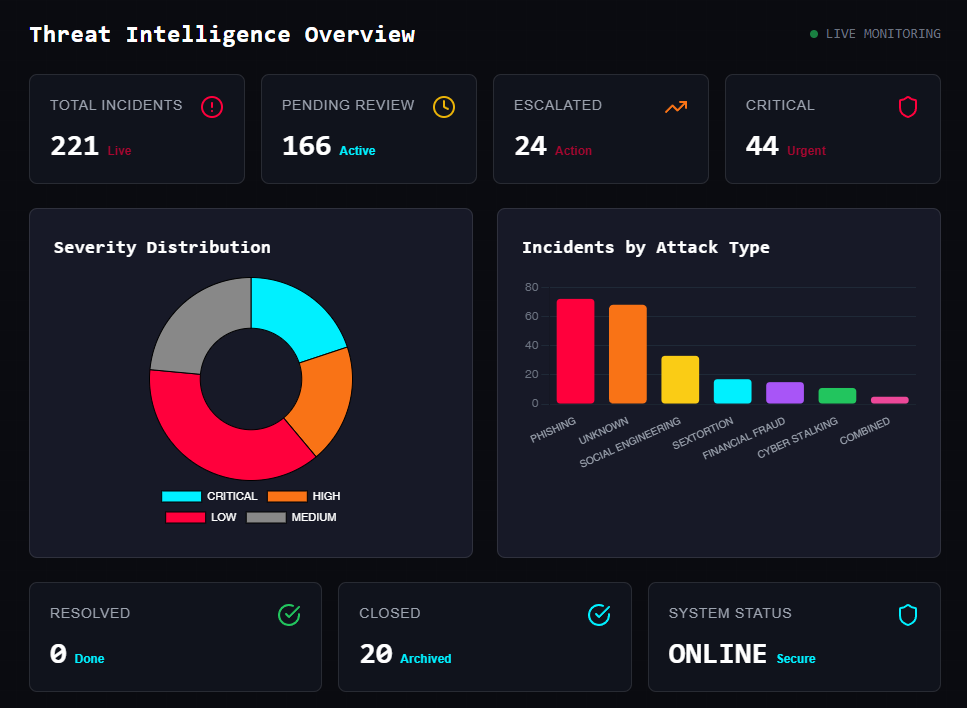 Threat Intelligence Overview
LIVE MONITORING
TOTAL INCIDENTS
221 Live
PENDING REVIEW
166 Active
ESCALATED
24 Action
CRITICAL
44 Urgent
Severity Distribution
CRITICAL HIGH
LOW MEDIUM
Incidents by Attack Type
80
60
40
20
0
PHISHING
UNKNOWN
SOCIAL ENGINEERING
SEXTORTION
FINANCIAL FRAUD
CYBER STALKING
COMBINED
RESOLVED
0 Done
CLOSED
20 Archived
SYSTEM STATUS
ONLINE Secure